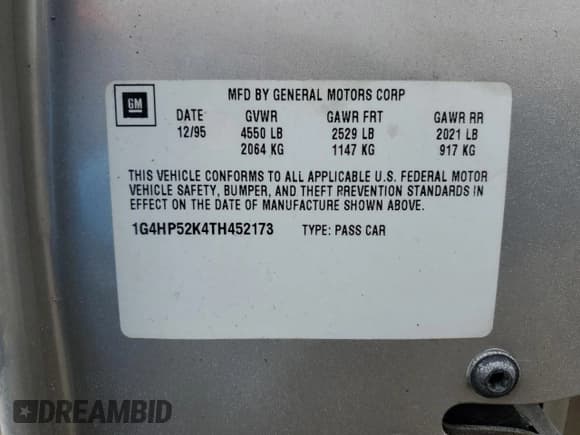 GM
MFD BY GENERAL MOTORS CORP
DATE GVWR GAWR FRT GAWR RR
12/95 4550 LB 2529 LB 2021 LB
2064 KG 1147 KG 917 KG
THIS VEHICLE CONFORMS TO ALL APPLICABLE U.S. FEDERAL MOTOR
VEHICLE SAFETY, BUMPER, AND THEFT PREVENTION STANDARDS IN
EFFECT ON THE DATE OF MANUFACTURE SHOWN ABOVE.
1G4HP52K4TH452173 TYPE: PASS CAR
DREAMBID